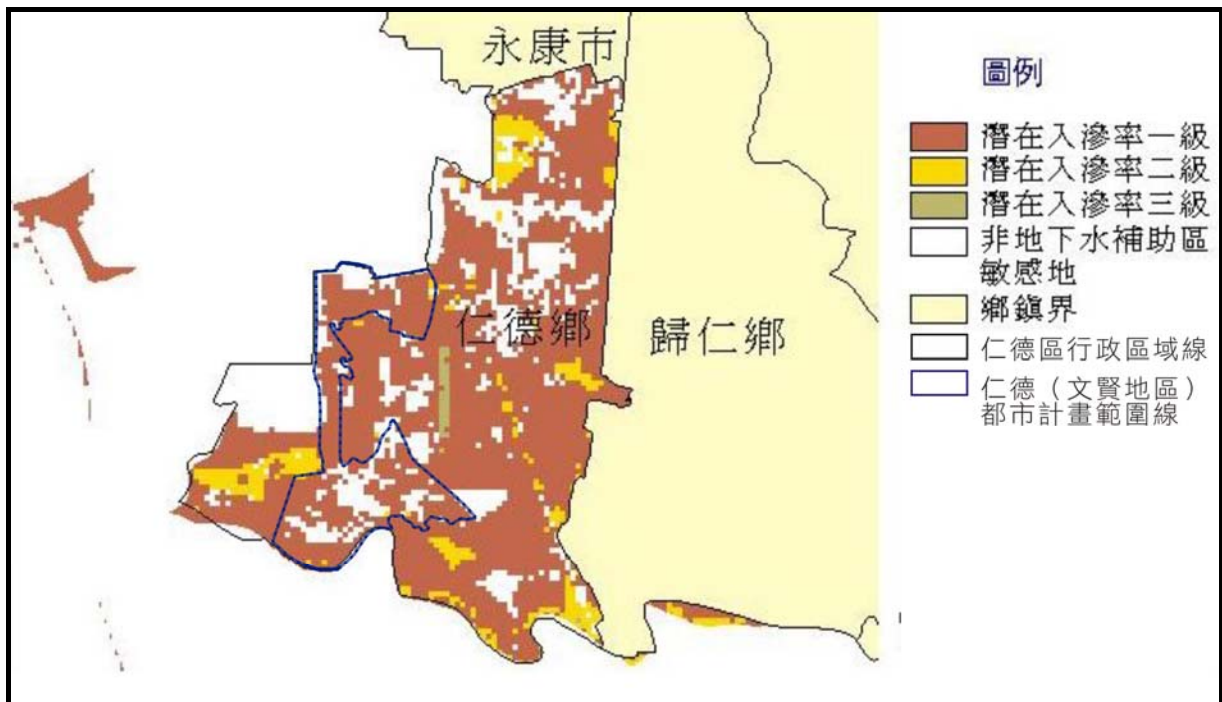 永康市
仁德鄉
歸仁鄉
圖例
潛在入滲率一級
潛在入滲率二級
潛在入滲率三級
非地下水補助區
敏感地
鄉鎮界
仁德區行政區域線
仁德（文賢地區）
都市計畫範圍線